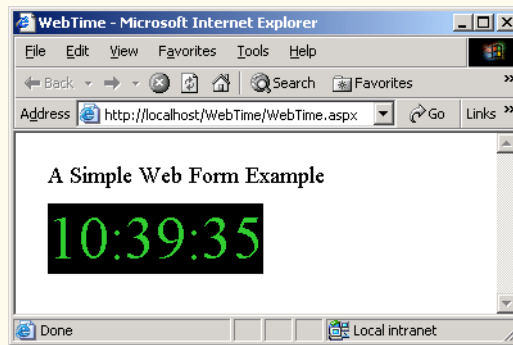 WebTime - Microsoft Internet Explorer
File Edit View Favorites Tools Help
Back Search Favorites »
Address http://localhost/WebTime/WebTime.aspx Go Links »
A Simple Web Form Example
10:39:35
Done Local intranet